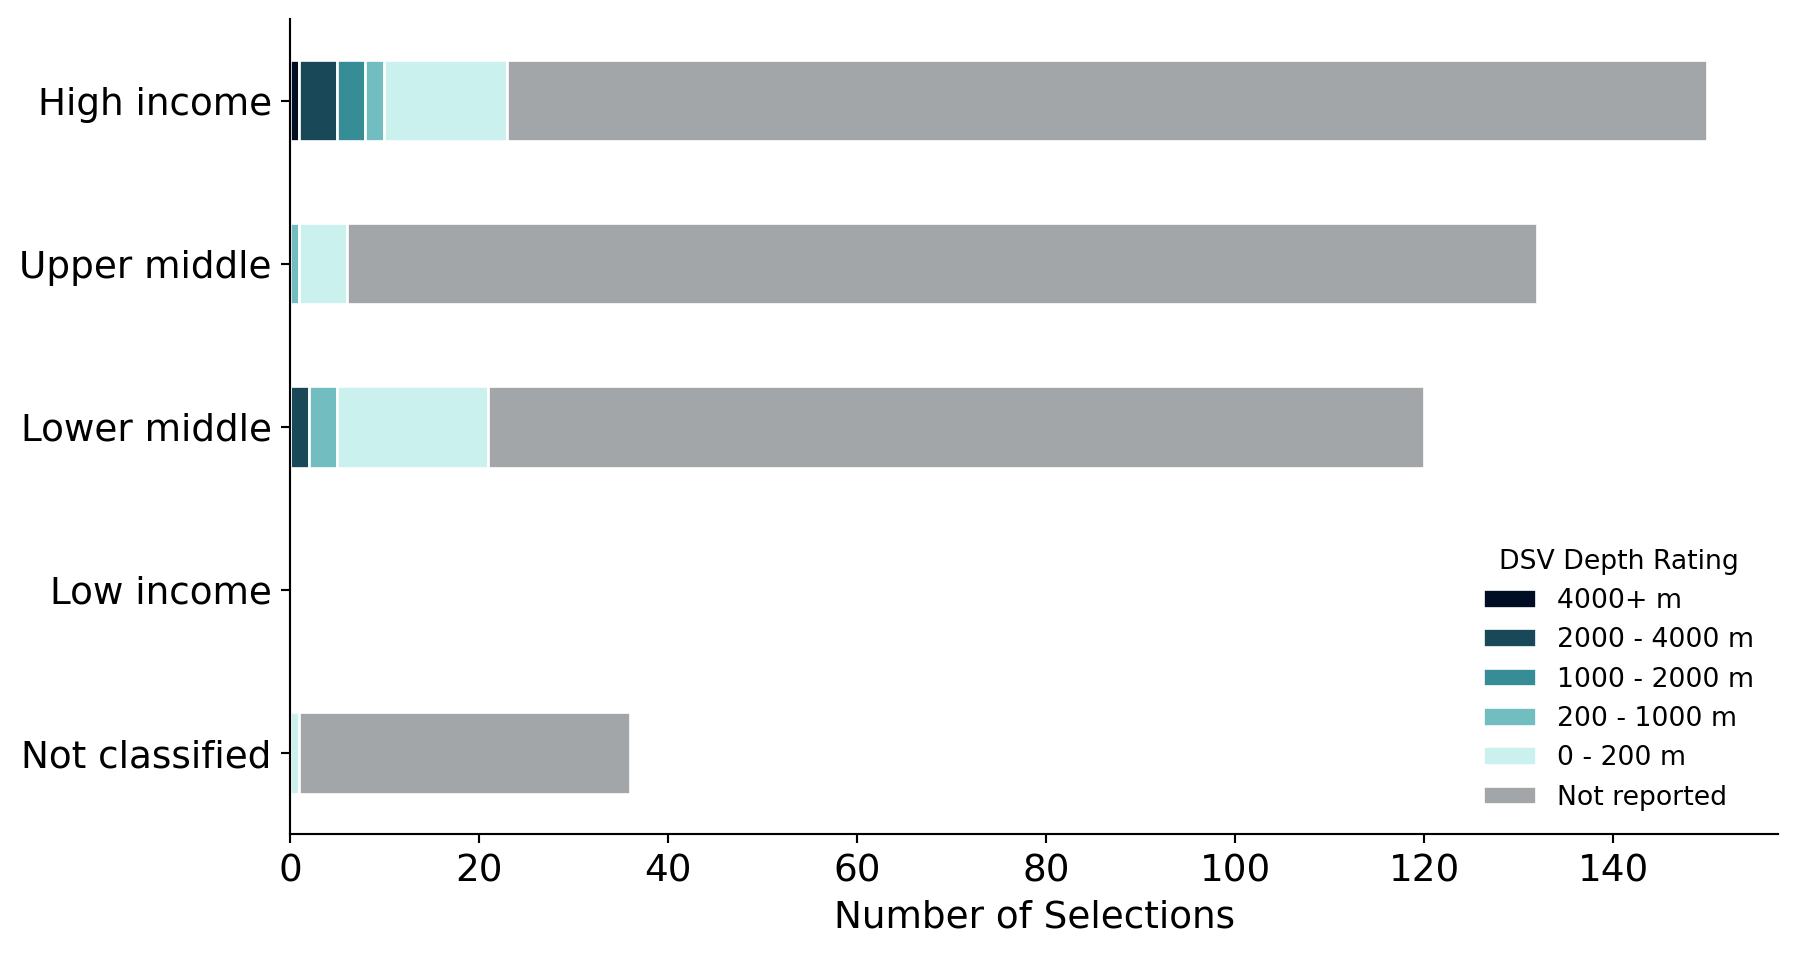 High income
Upper middle
Lower middle
Low income
Not classified
DSV Depth Rating
4000+ m
2000 - 4000 m
1000 - 2000 m
200 - 1000 m
0 - 200 m
Not reported
0 20 40 60 80 100 120 140
Number of Selections